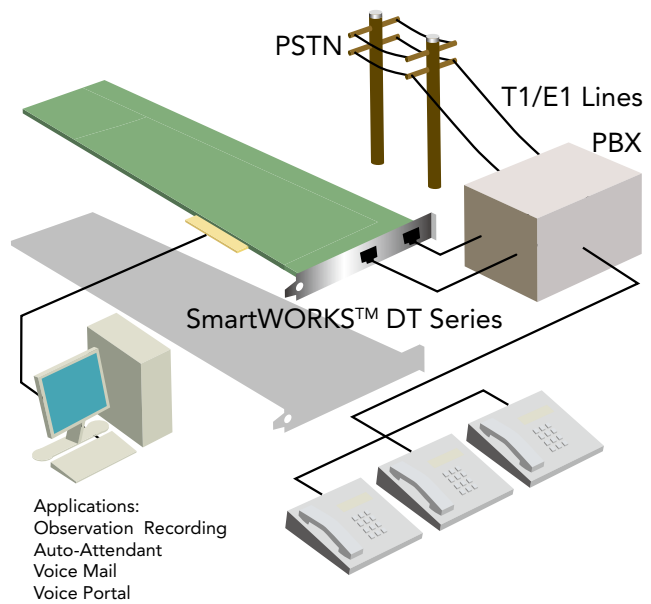 PSTN
T1/E1 Lines
PBX
SmartWORKS™ DT Series
Applications:
Observation Recording
Auto-Attendant
Voice Mail
Voice Portal